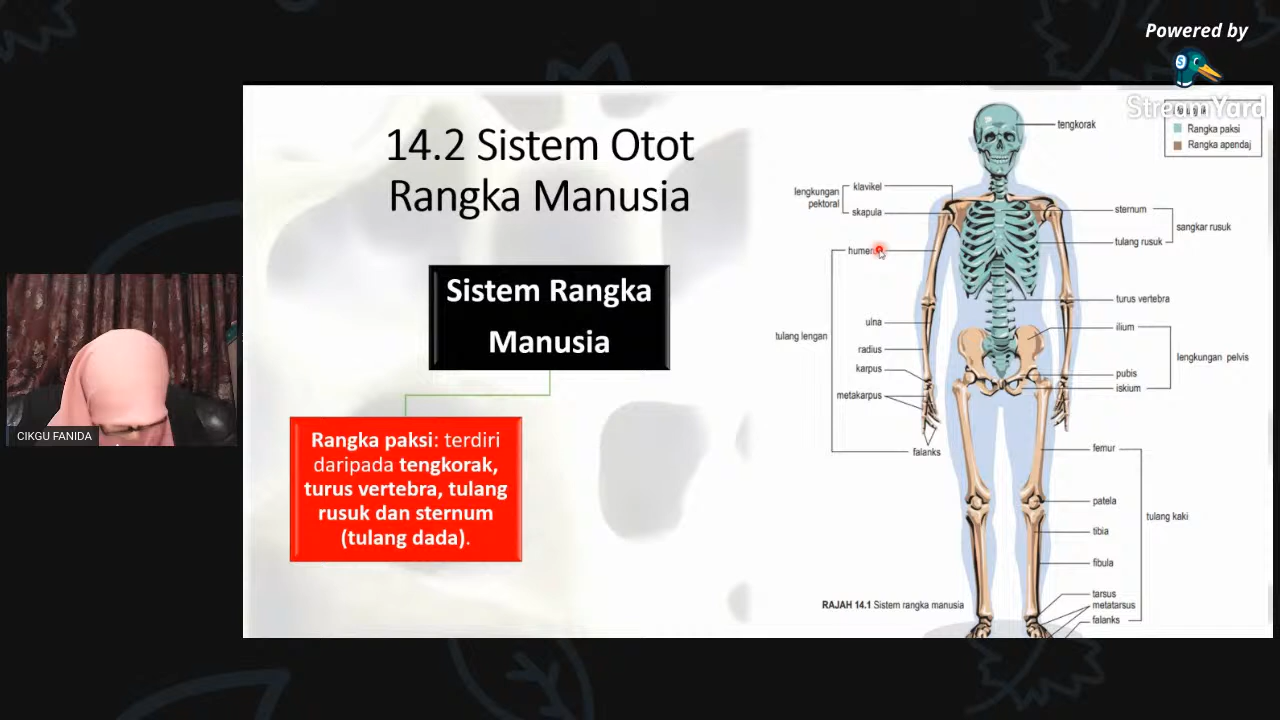 Powered by
StreamYard
14.2 Sistem Otot
Rangka Manusia
Sistem Rangka
Manusia
Rangka paksi: terdiri
daripada tengkorak,
turus vertebra, tulang
rusuk dan sternum
(tulang dada).
CIKGU FANIDA
Rangka paksi
Rangka apendaj
tengkorak
lengkungan
pektoral
klavikel
skapula
tulang lengan
ulna
radius
karpus
metakarpus
falanks
sternum
tulang rusuk
sangkar rusuk
turus vertebra
ilium
pubis
iskium
lengkungan pelvis
femur
patela
tibia
fibula
tarsus
metatarsus
falanks
tulang kaki
RAJAH 14.1 Sistem rangka manusia